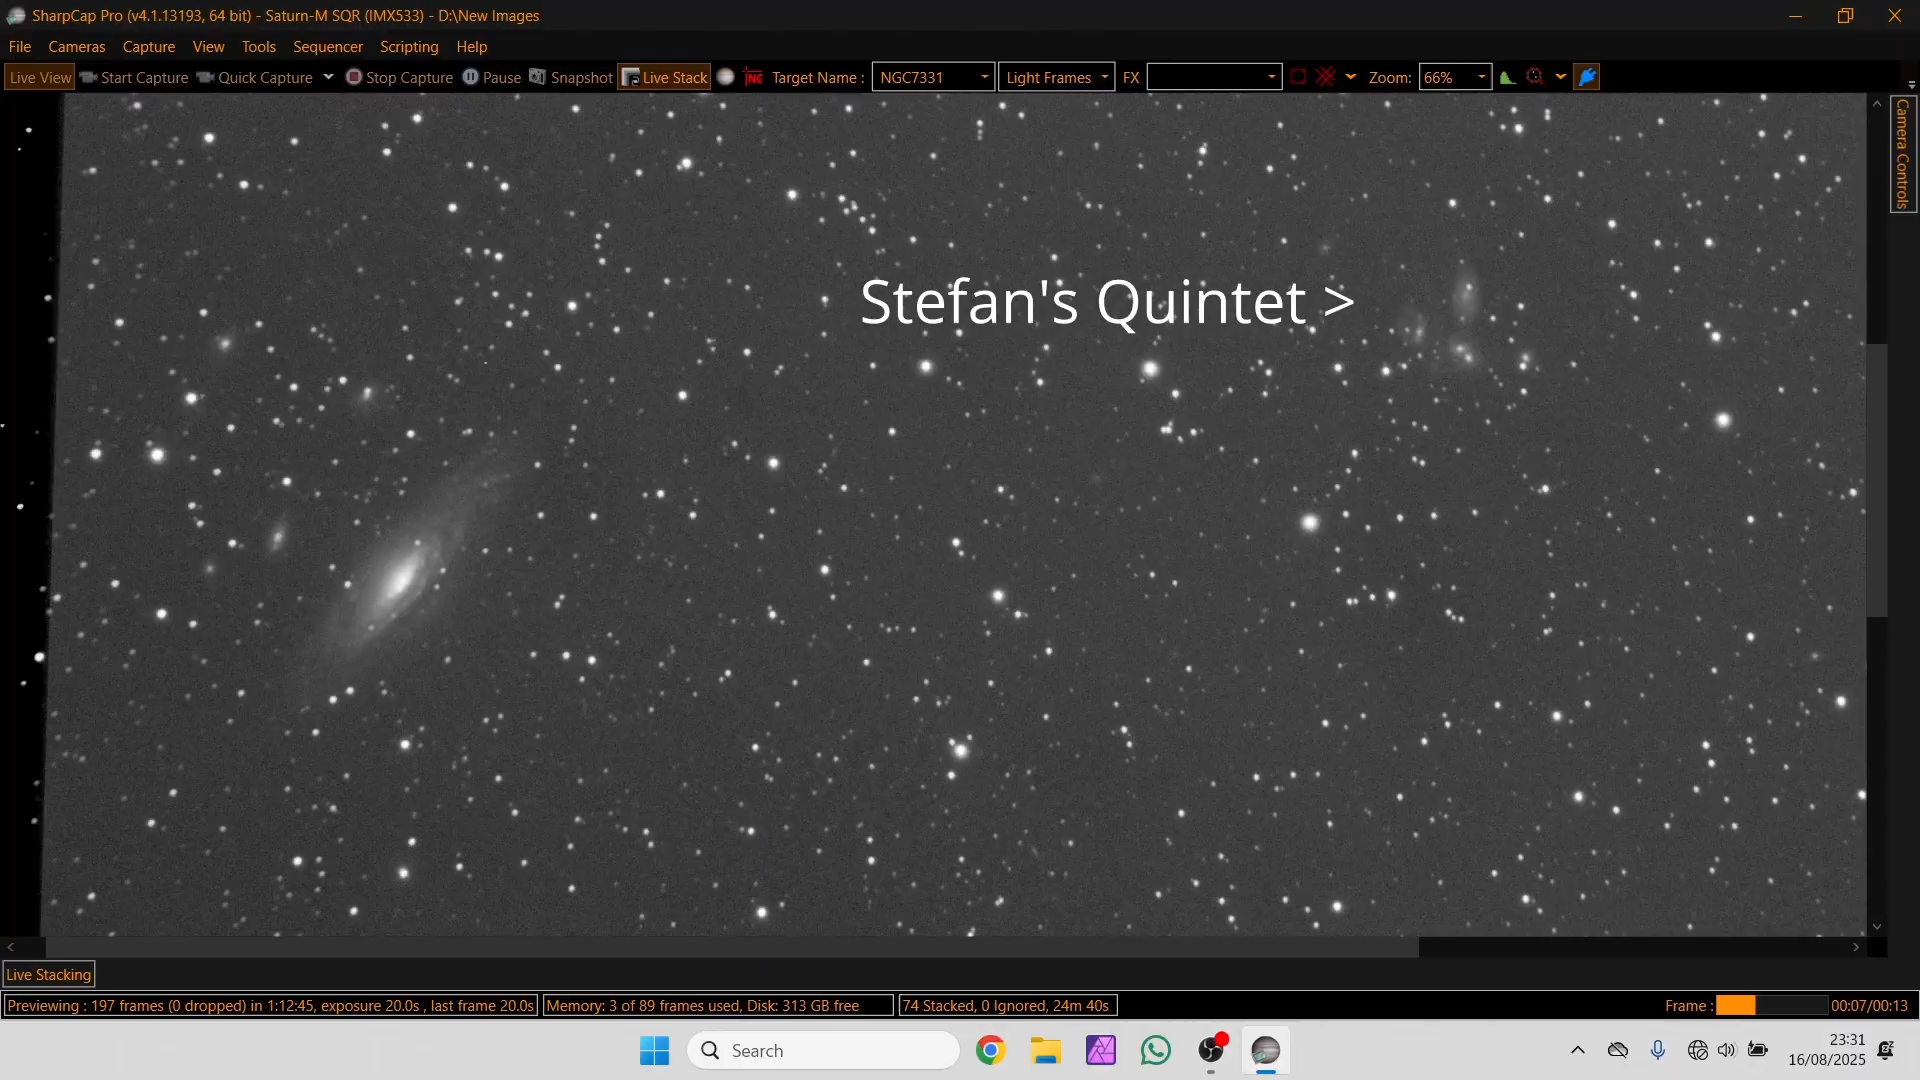 SharpCap Pro (v4.1.13193, 64 bit) - Saturn-M SQR (IMX533) - D:\New Images
File Cameras Capture View Tools Sequencer Scripting Help
Live View Start Capture Quick Capture Stop Capture Pause Snapshot Live Stack Target Name : NGC7331 Light Frames FX Zoom: 66%
Camera Controls
Stefan's Quintet >
Live Stacking
Previewing : 197 frames (0 dropped) in 1:12:45, exposure 20.0s , last frame 20.0s Memory: 3 of 89 frames used, Disk: 313 GB free 74 Stacked, 0 Ignored, 24m 40s Frame : 00:07/00:13
Search
23:31
16/08/2025